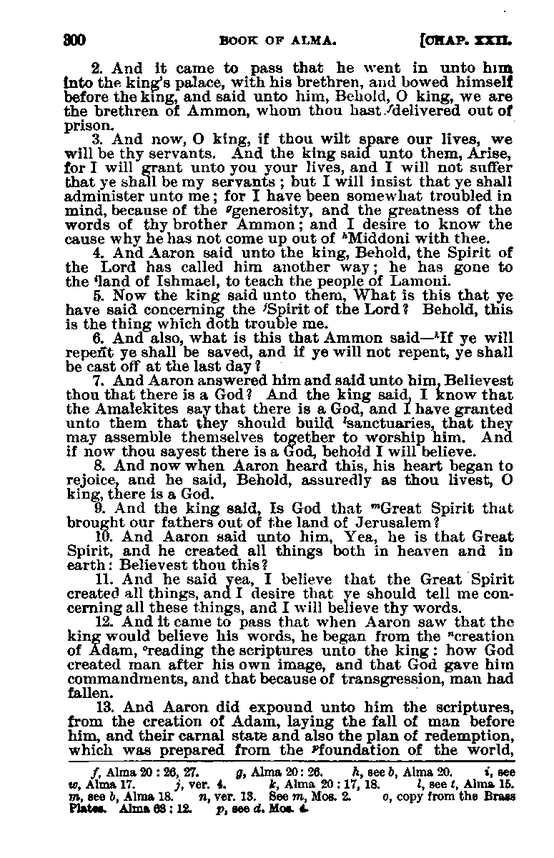 300 BOOK OF ALMA. [CHAP. XXII.
2. And it came to pass that he went in unto him
into the king's palace, with his brethren, and bowed himself
before the king, and said unto him, Behold, O king, we are
the brethren of Ammon, whom thou hast fdelivered out of
prison.
3. And now, O king, if thou wilt spare our lives, we
will be thy servants. And the king said unto them, Arise,
for I will grant unto you your lives, and I will not suffer
that ye shall be my servants; but I will insist that ye shall
administer unto me; for I have been somewhat troubled in
mind, because of the ggenerosity, and the greatness of the
words of thy brother Ammon; and I desire to know the
cause why he has not come up out of hMiddoni with thee.
4. And Aaron said unto the king, Behold, the Spirit of
the Lord has called him another way; he has gone to
the iland of Ishmael, to teach the people of Lamoni.
5. Now the king said unto them, What is this that ye
have said concerning the jSpirit of the Lord? Behold, this
is the thing which doth trouble me.
6. And also, what is this that Ammon said—kIf ye will
repent ye shall be saved, and if ye will not repent, ye shall
be cast off at the last day?
7. And Aaron answered him and said unto him, Believest
thou that there is a God? And the king said, I know that
the Amalekites say that there is a God, and I have granted
unto them that they should build lsanctuaries, that they
may assemble themselves together to worship him. And
if now thou sayest there is a God, behold I will believe.
8. And now when Aaron heard this, his heart began to
rejoice, and he said, Behold, assuredly as thou livest, O
king, there is a God.
9. And the king said, Is God that mGreat Spirit that
brought our fathers out of the land of Jerusalem?
10. And Aaron said unto him, Yea, he is that Great
Spirit, and he created all things both in heaven and in
earth: Believest thou this?
11. And he said yea, I believe that the Great Spirit
created all things, and I desire that ye should tell me con-
cerning all these things, and I will believe thy words.
12. And it came to pass that when Aaron saw that the
king would believe his words, he began from the ncreation
of Adam, oreading the scriptures unto the king: how God
created man after his own image, and that God gave him
commandments, and that because of transgression, man had
fallen.
13. And Aaron did expound unto him the scriptures,
from the creation of Adam, laying the fall of man before
him, and their carnal state and also the plan of redemption,
which was prepared from the pfoundation of the world,
f, Alma 20: 26, 27. g, Alma 20: 26. h, see b, Alma 20. i, see
w, Alma 17. j, ver. 4. k, Alma 20: 17, 18. l, see t, Alma 15.
m, see b, Alma 18. n, ver. 13. See m, Mos. 2. o, copy from the Brass
Plates. Alma 63: 12. p, see d, Mos. 4.